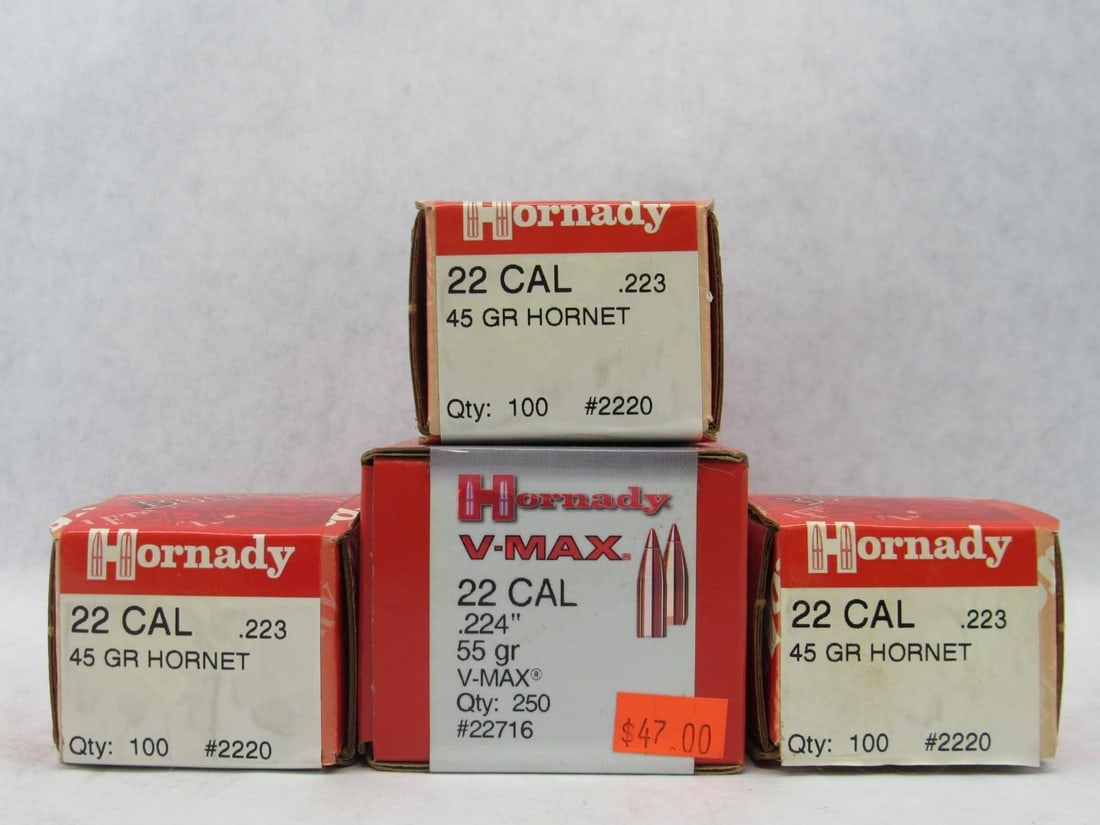 Hornady
22 CAL .223
45 GR HORNET
Qty: 100 #2220
Hornady
V-MAX
22 CAL
.224"
55 gr
V-MAX®
Qty: 250
#22716
$47.00
Hornady
22 CAL .223
45 GR HORNET
Qty: 100 #2220
Hornady
22 CAL .223
45 GR HORNET
Qty: 100 #2220